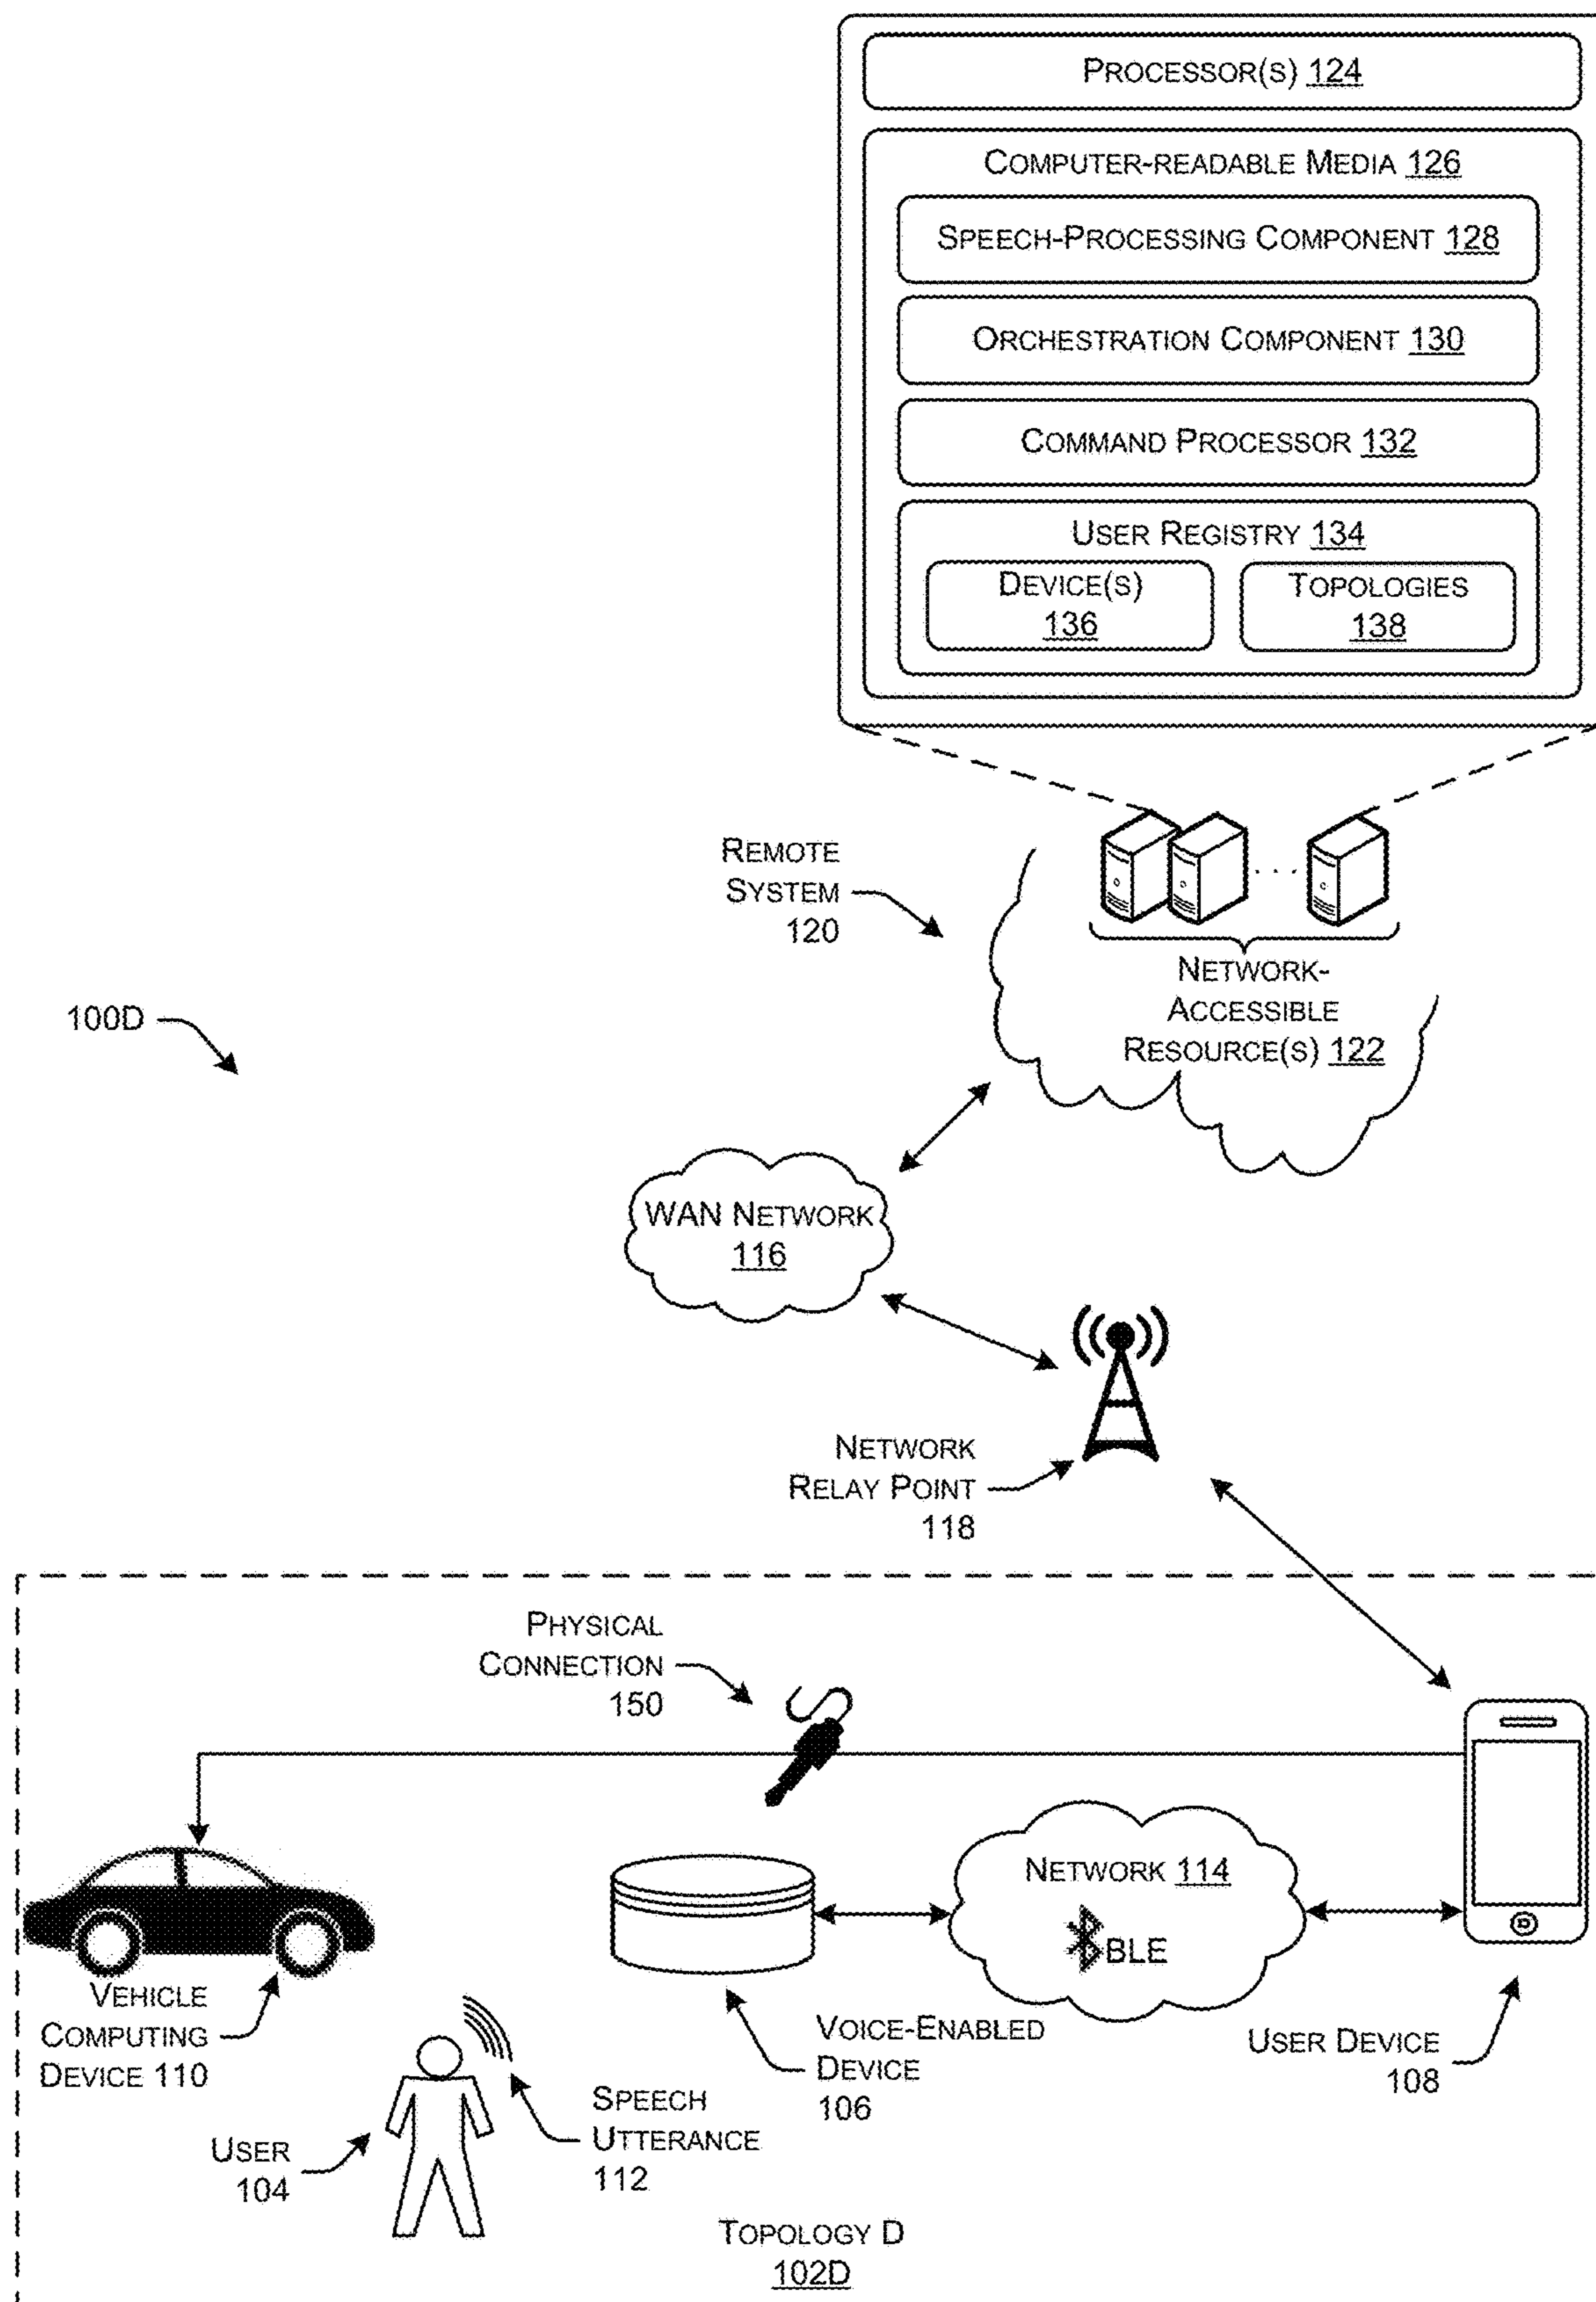 PROCESSOR(S) 124
COMPUTER-READABLE MEDIA 126
SPEECH-PROCESSING COMPONENT 128
ORCHESTRATION COMPONENT 130
COMMAND PROCESSOR 132
USER REGISTRY 134
DEVICE(S)
136
TOPOLOGIES
138
REMOTE
SYSTEM
120
NETWORK-
ACCESSIBLE
RESOURCE(S) 122
100D
WAN NETWORK
116
NETWORK
RELAY POINT
118
PHYSICAL
CONNECTION
150
NETWORK 114
BLE
VEHICLE
COMPUTING
DEVICE 110
VOICE-ENABLED
DEVICE
106
USER DEVICE
108
SPEECH
UTTERANCE
112
USER
104
TOPOLOGY D
102D